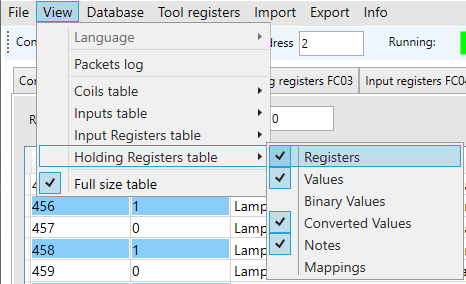 File View Database Tool registers Import Export Info
Language
dress 2 Running:
Packets log
Coils table
registers FC03 Input registers FC04
Inputs table
Input Registers table
0
Holding Registers table
Registers
Full size table
Values
456 1 Lamp
Binary Values
457 0 Lamp
Converted Values
458 1 Lamp
Notes
459 0 Lamp
Mappings